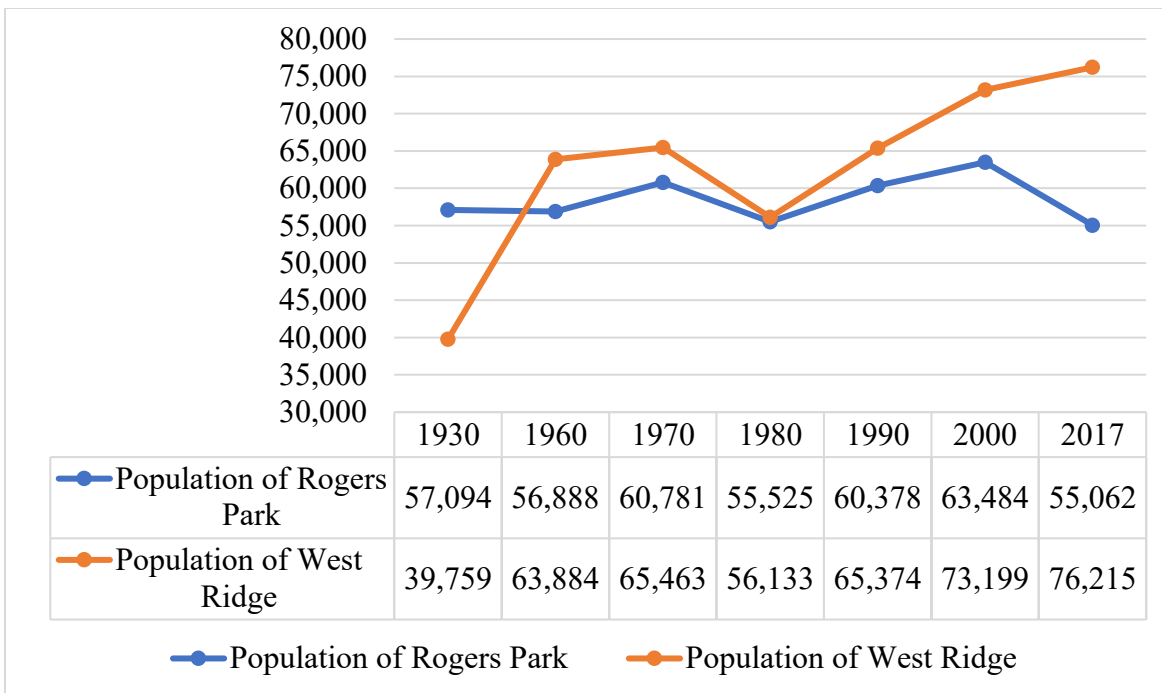 80,000
75,000
70,000
65,000
60,000
55,000
50,000
45,000
40,000
35,000
30,000
1930 1960 1970 1980 1990 2000 2017
Population of Rogers
Park
57,094 56,888 60,781 55,525 60,378 63,484 55,062
Population of West
Ridge
39,759 63,884 65,463 56,133 65,374 73,199 76,215
Population of Rogers Park Population of West Ridge